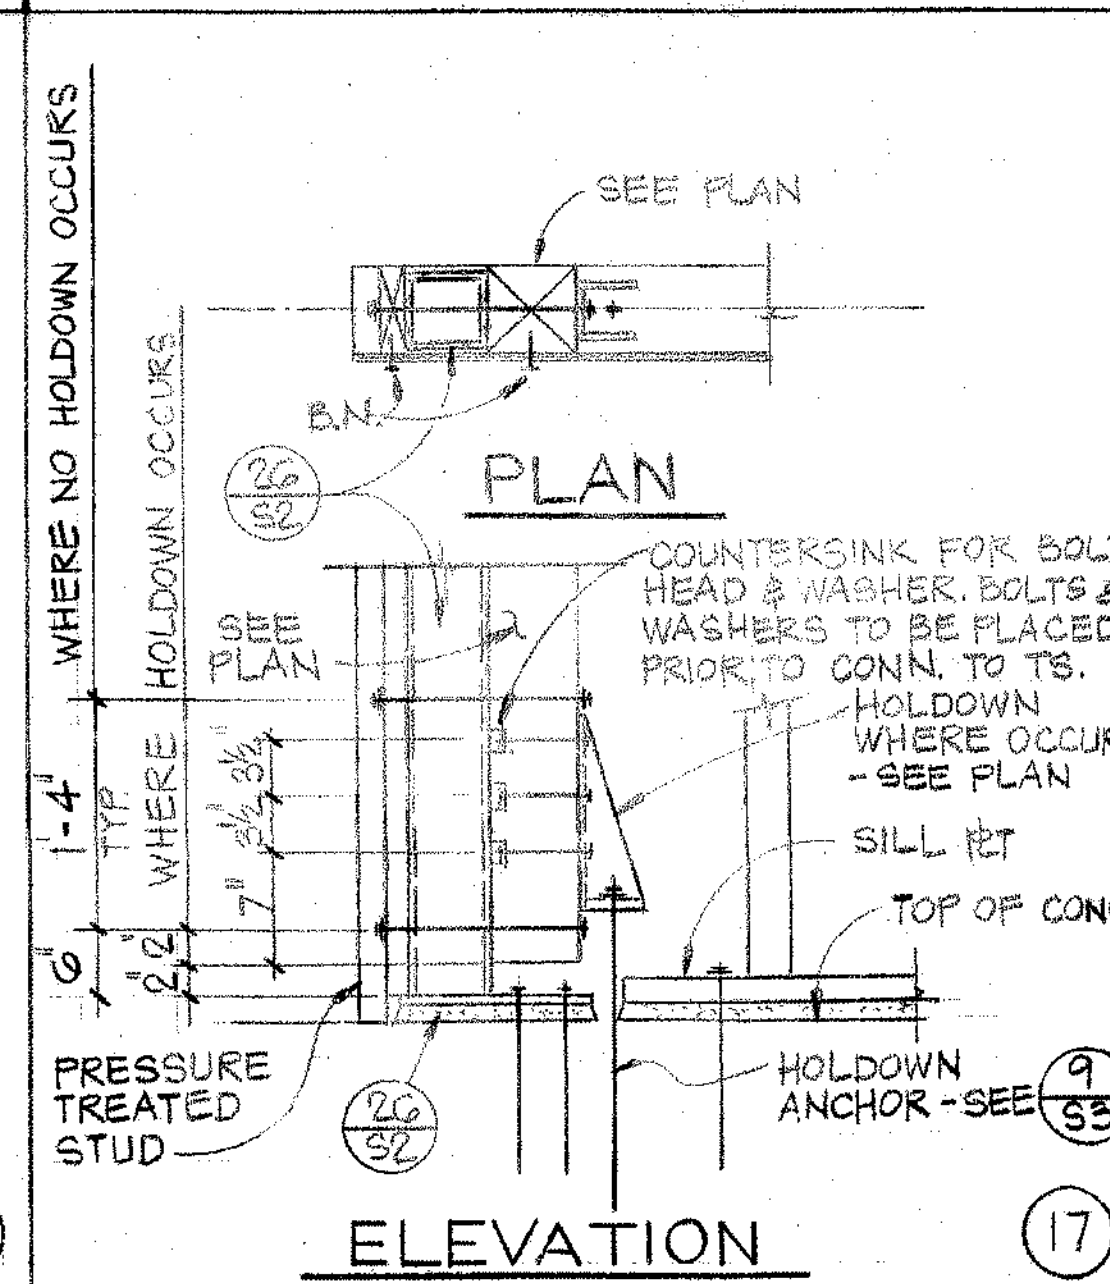 WHERE NO HOLDOWN OCCURS
WHERE HOLDOWN OCCURS
SEE PLAN
B.N.
26
S2
PLAN
COUNTERSINK FOR BOLT
HEAD & WASHER. BOLTS &
WASHERS TO BE PLACED
PRIOR TO CONN. TO TS.
SEE
PLAN
HOLDOWN
WHERE OCCUR
-SEE PLAN
1'-4"
TYP.
3½"
3½"
7"
6"
2"
2"
SILL
TOP OF CON
PRESSURE
TREATED
STUD
26
S2
HOLDOWN
ANCHOR-SEE
9
S3
ELEVATION
17